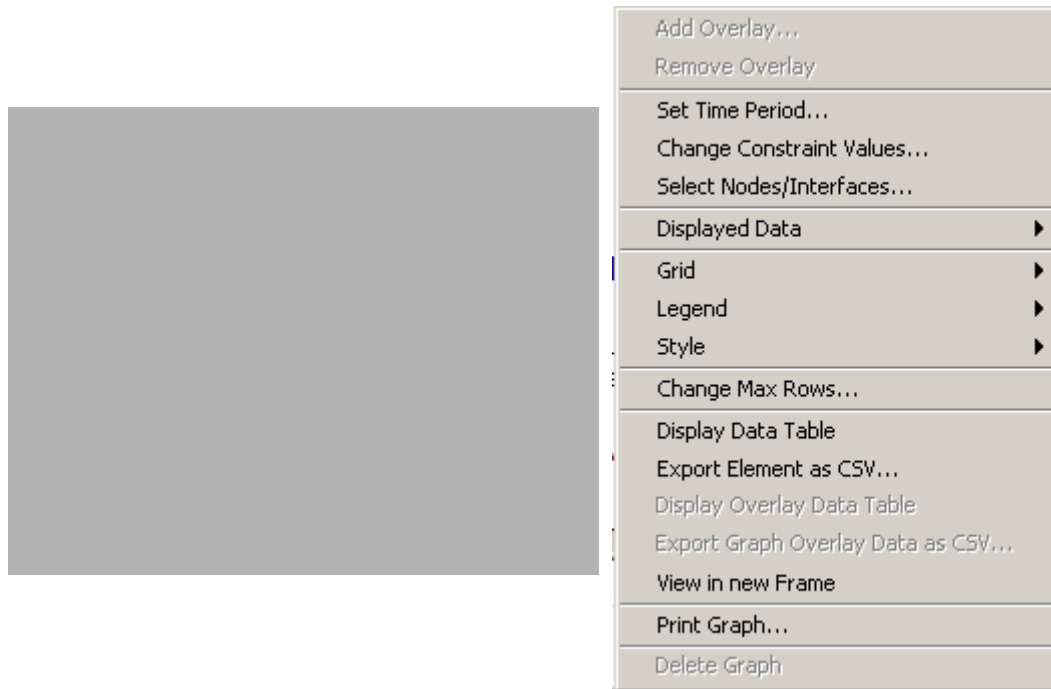 Add Overlay...
Remove Overlay
Set Time Period...
Change Constraint Values...
Select Nodes/Interfaces...
Displayed Data
Grid
Legend
Style
Change Max Rows...
Display Data Table
Export Element as CSV...
Display Overlay Data Table
Export Graph Overlay Data as CSV...
View in new Frame
Print Graph...
Delete Graph